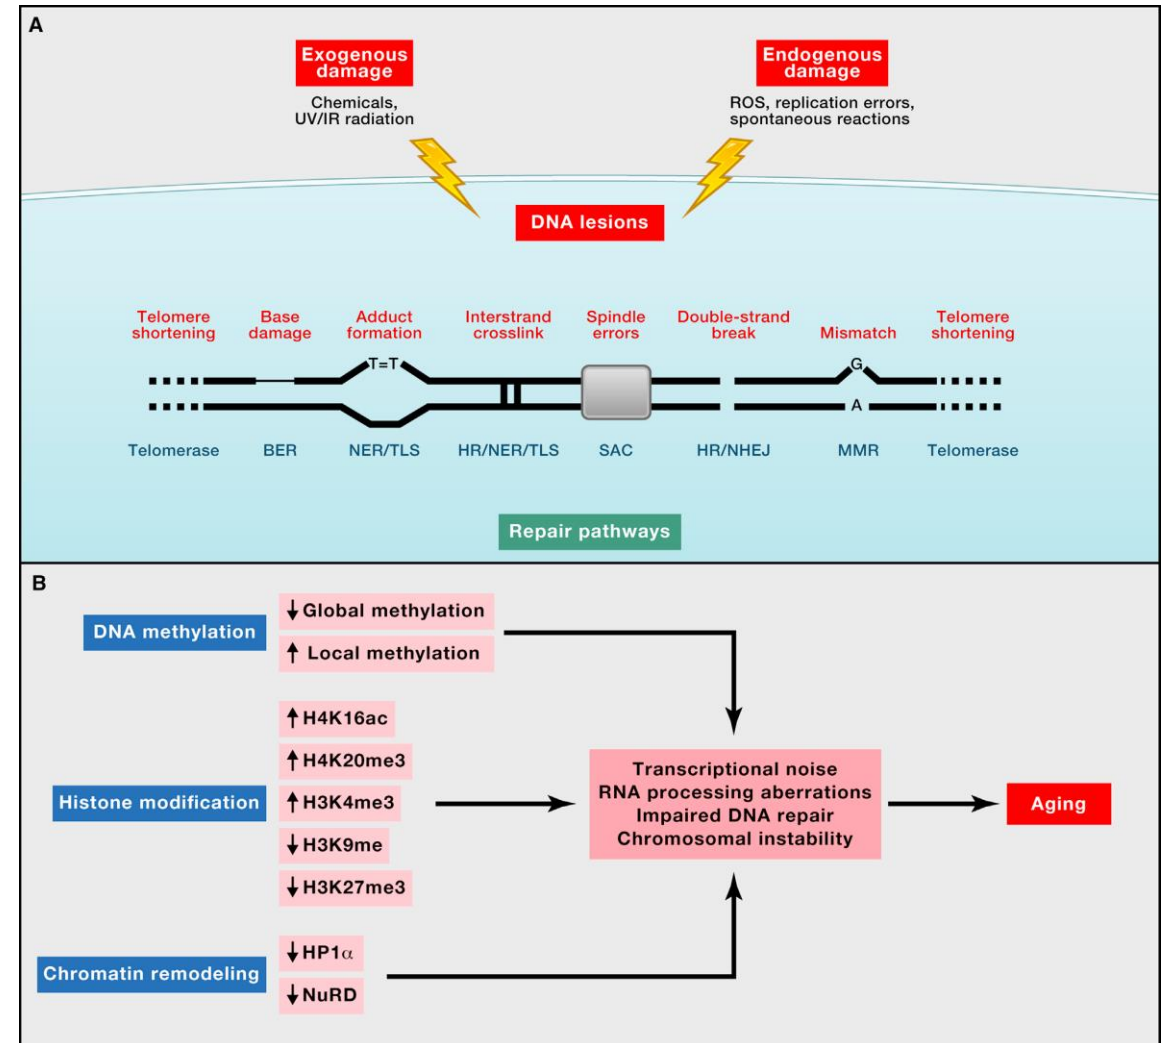 A
Exogenous
damage
Chemicals,
UV/IR radiation
Endogenous
damage
ROS, replication errors,
spontaneous reactions
DNA lesions
Telomere
shortening
Base
damage
Adduct
formation
Interstrand
crosslink
Spindle
errors
Double-strand
break
Mismatch
Telomere
shortening
T=T
G
A
Telomerase
BER
NER/TLS
HR/NER/TLS
SAC
HR/NHEJ
MMR
Telomerase
Repair pathways
B
DNA methylation
↓ Global methylation
↑ Local methylation
Histone modification
↑ H4K16ac
↑ H4K20me3
↑ H3K4me3
↓ H3K9me
↓ H3K27me3
Chromatin remodeling
↓ HP1α
↓ NuRD
Transcriptional noise
RNA processing aberrations
Impaired DNA repair
Chromosomal instability
Aging